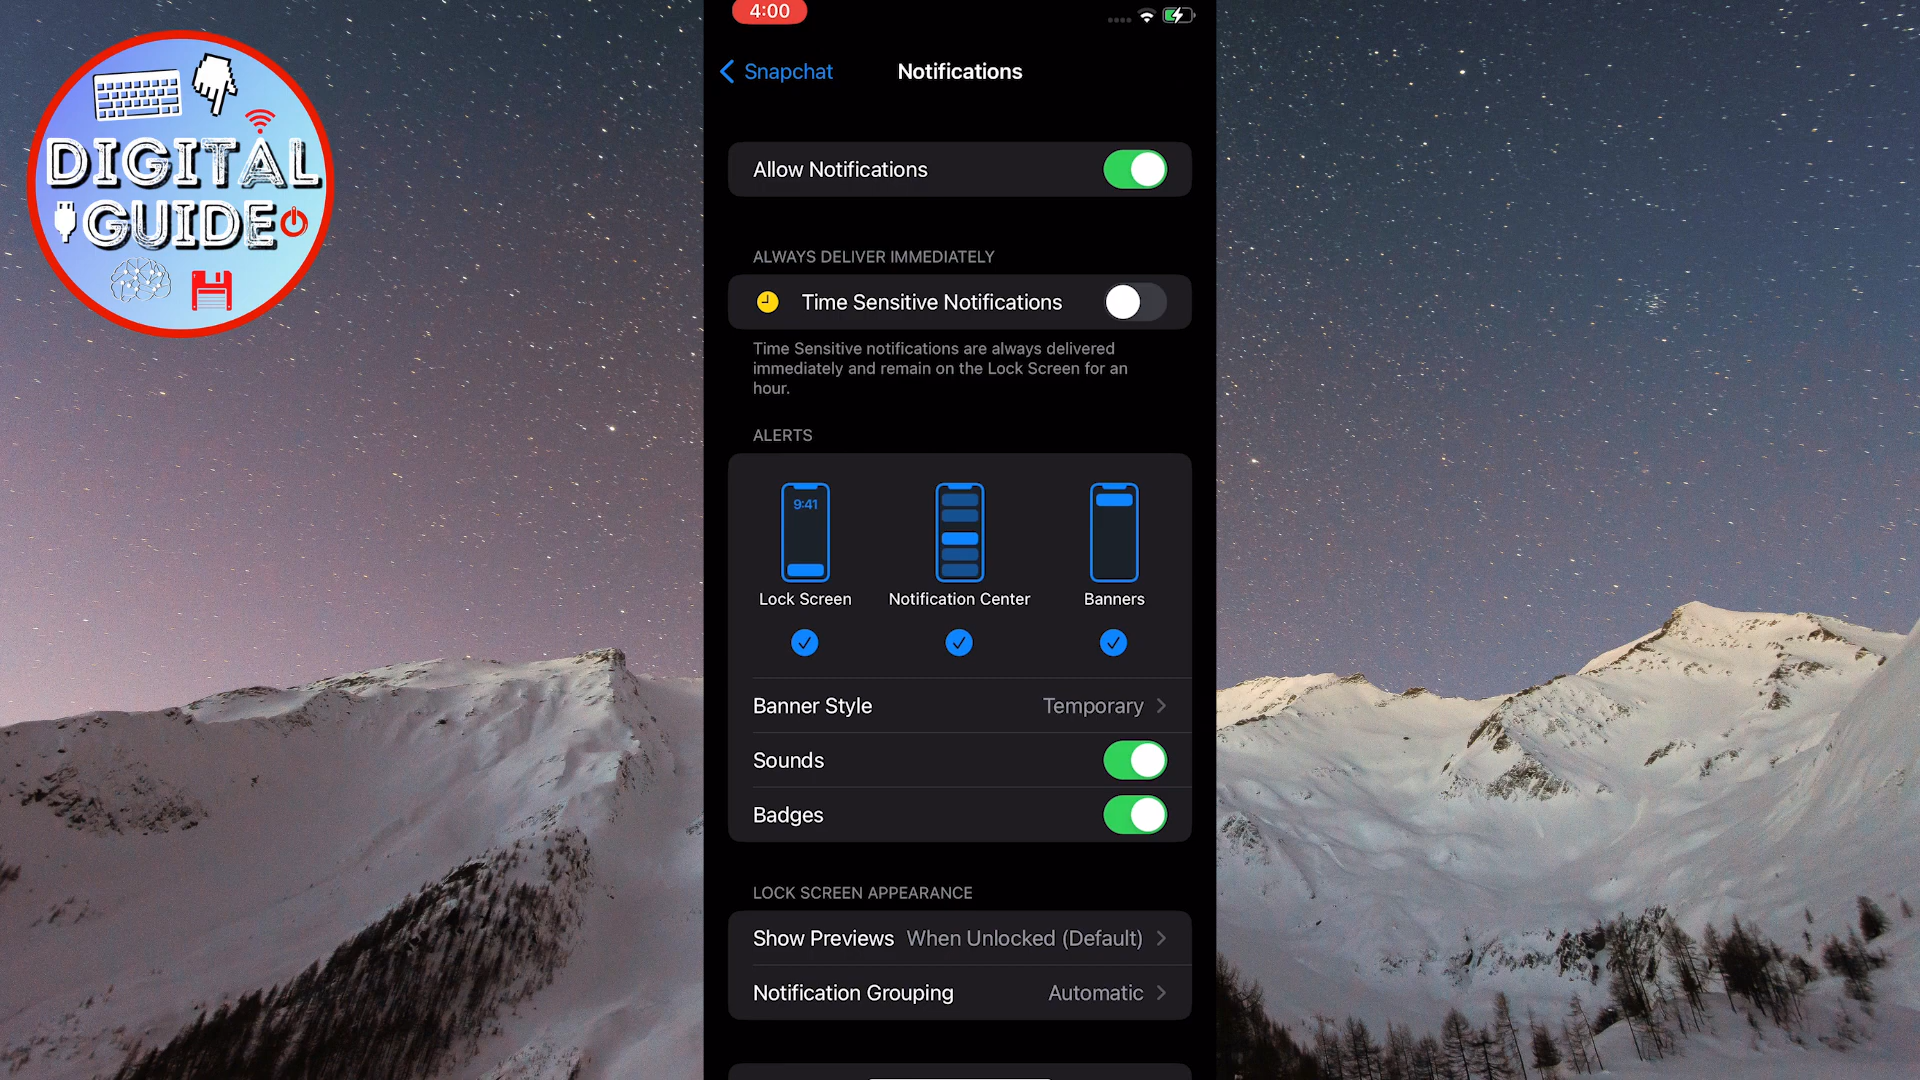 DIGITAL
GUIDE
4:00
Snapchat
Notifications
Allow Notifications
ALWAYS DELIVER IMMEDIATELY
Time Sensitive Notifications
Time Sensitive notifications are always delivered
immediately and remain on the Lock Screen for an
hour.
ALERTS
9:41
Lock Screen
Notification Center
Banners
Banner Style
Temporary
Sounds
Badges
LOCK SCREEN APPEARANCE
Show Previews
When Unlocked (Default)
Notification Grouping
Automatic